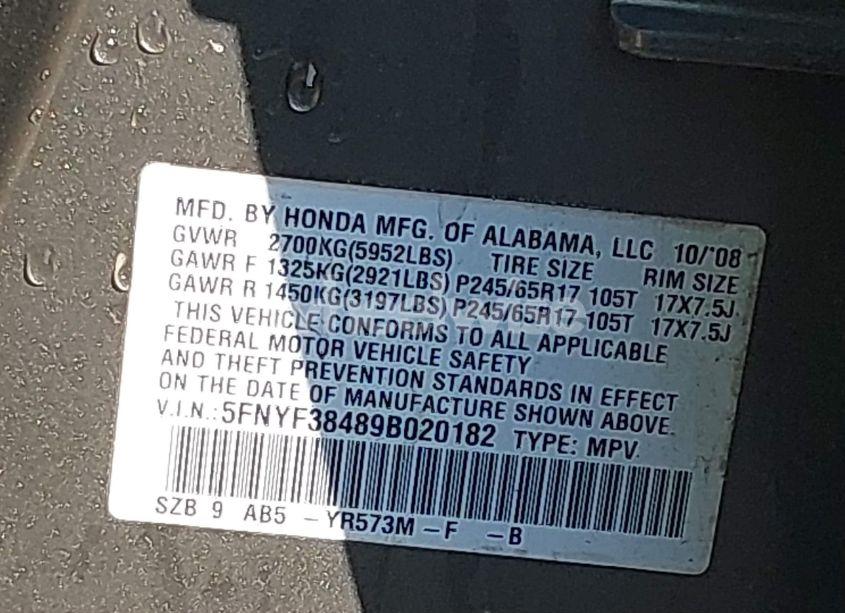 MFD. BY HONDA MFG. OF ALABAMA, LLC 10/'08
GVWR 2700KG(5952LBS) TIRE SIZE RIM SIZE
GAWR F 1325KG(2921LBS) P245/65R17 105T 17X7.5J
GAWR R 1450KG(3197LBS) P245/65R17 105T 17X7.5J
THIS VEHICLE CONFORMS TO ALL APPLICABLE
FEDERAL MOTOR VEHICLE SAFETY
AND THEFT PREVENTION STANDARDS IN EFFECT
ON THE DATE OF MANUFACTURE SHOWN ABOVE.
V.I.N.: 5FNYF38489B020182 TYPE: MPV
SZB 9 AB5 - YR573M - F - B